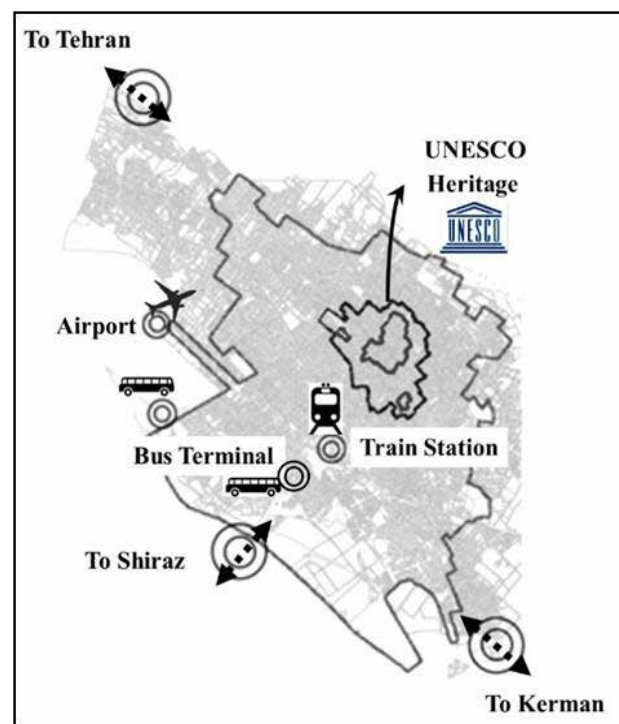 To Tehran
UNESCO
Heritage
UNESCO
Airport
Bus Terminal
Train Station
To Shiraz
To Kerman